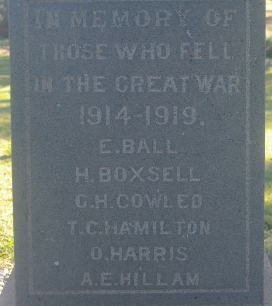 IN MEMORY OF
THOSE WHO FELL
IN THE GREAT WAR
1914-1919.
E. BALL
H. BOXSELL
C.H. COWLED
T.C. HAMILTON
O. HARRIS
A.E. HILLAM